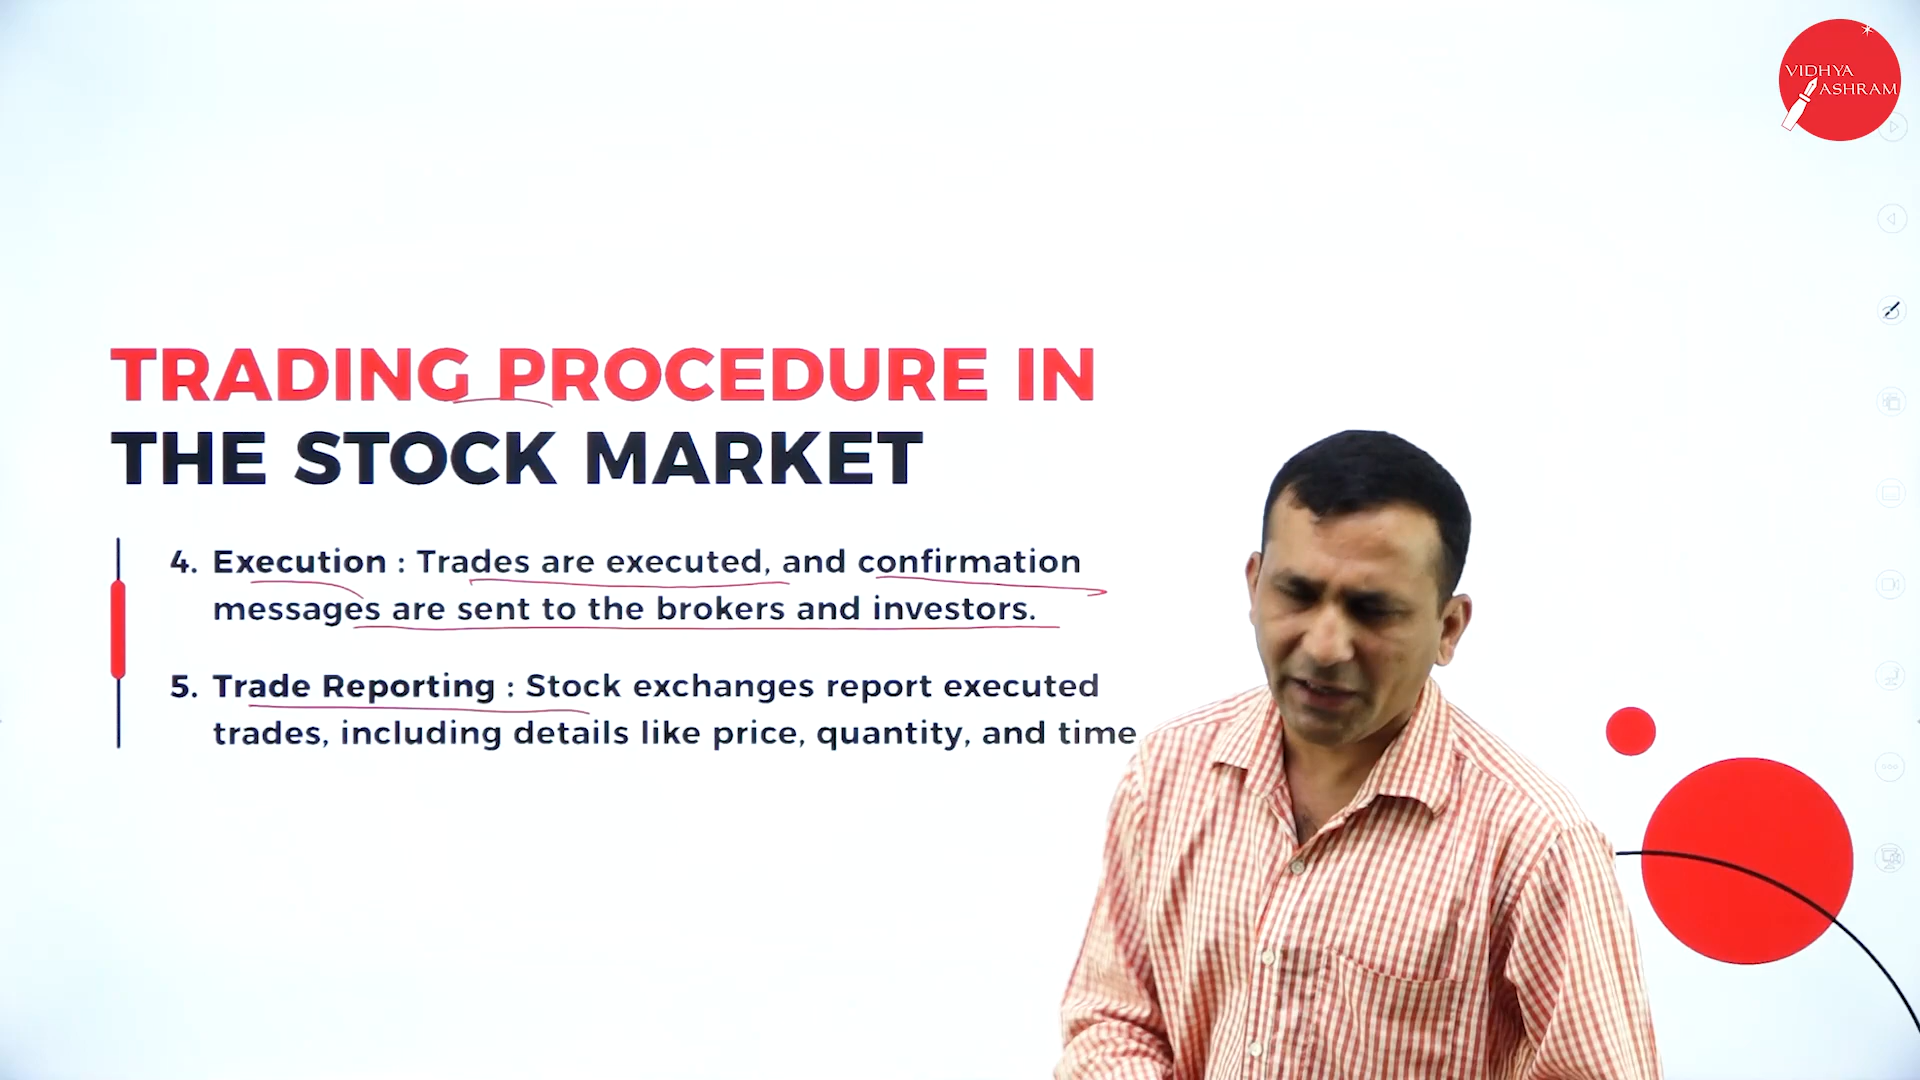 VIDHYA
ASHRAM
TRADING PROCEDURE IN
THE STOCK MARKET
4. Execution : Trades are executed, and confirmation
messages are sent to the brokers and investors.
5. Trade Reporting : Stock exchanges report executed
trades, including details like price, quantity, and time